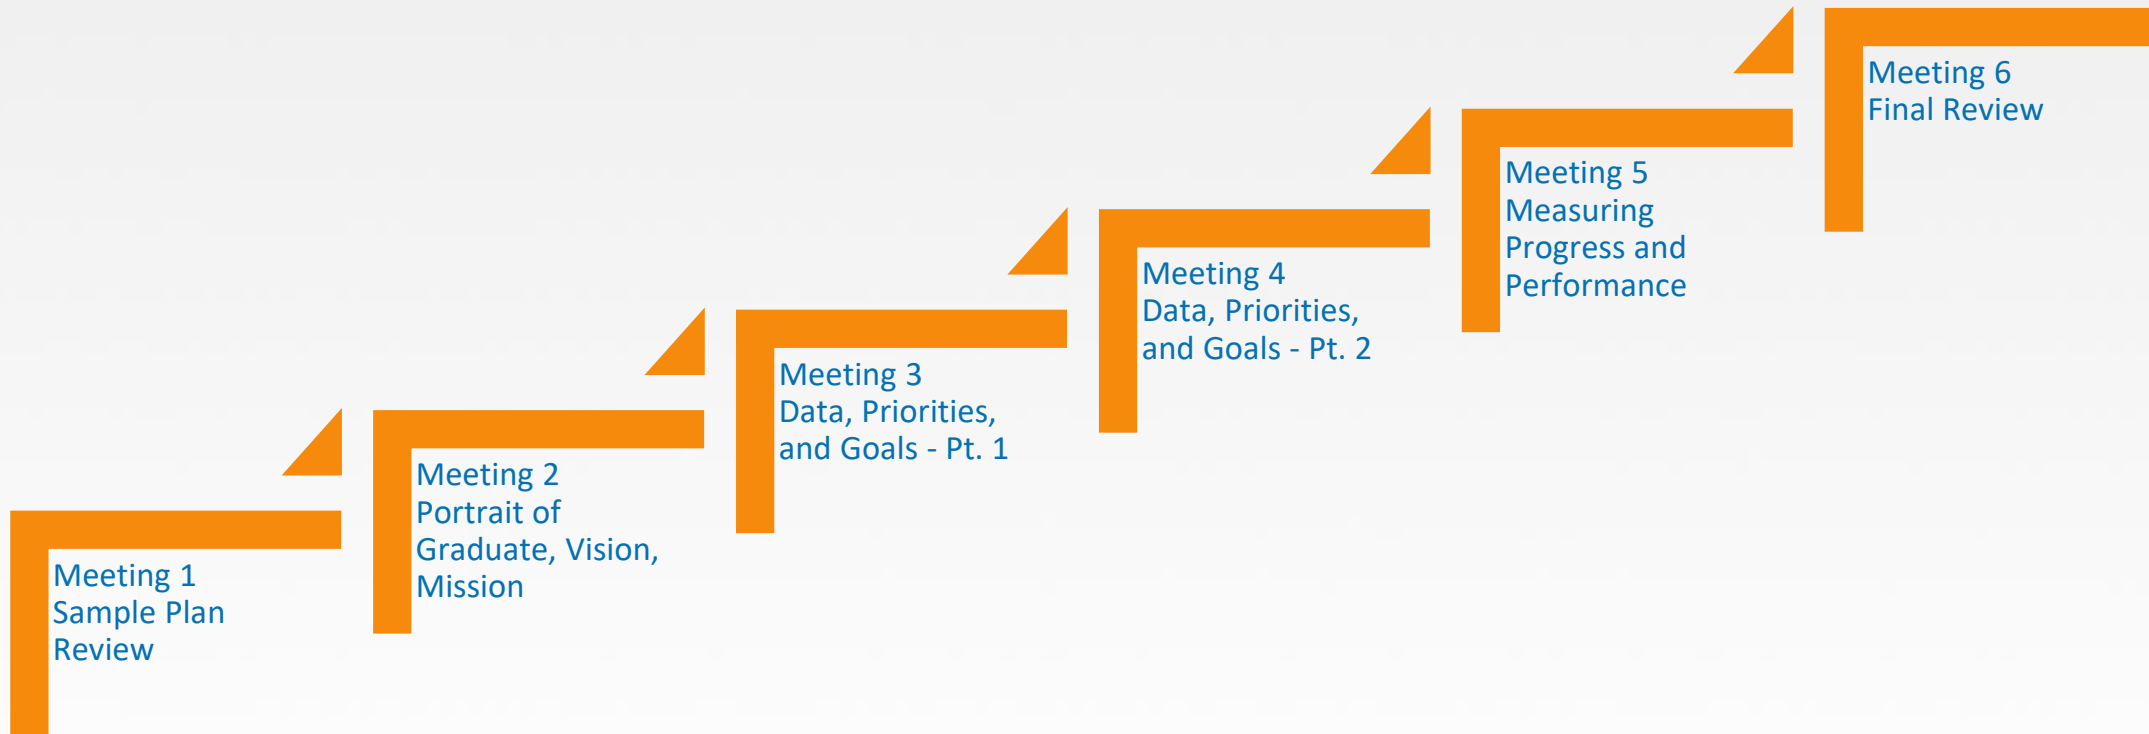 Meeting 1
Sample Plan
Review
Meeting 2
Portrait of
Graduate, Vision,
Mission
Meeting 3
Data, Priorities,
and Goals - Pt. 1
Meeting 4
Data, Priorities,
and Goals - Pt. 2
Meeting 5
Measuring
Progress and
Performance
Meeting 6
Final Review